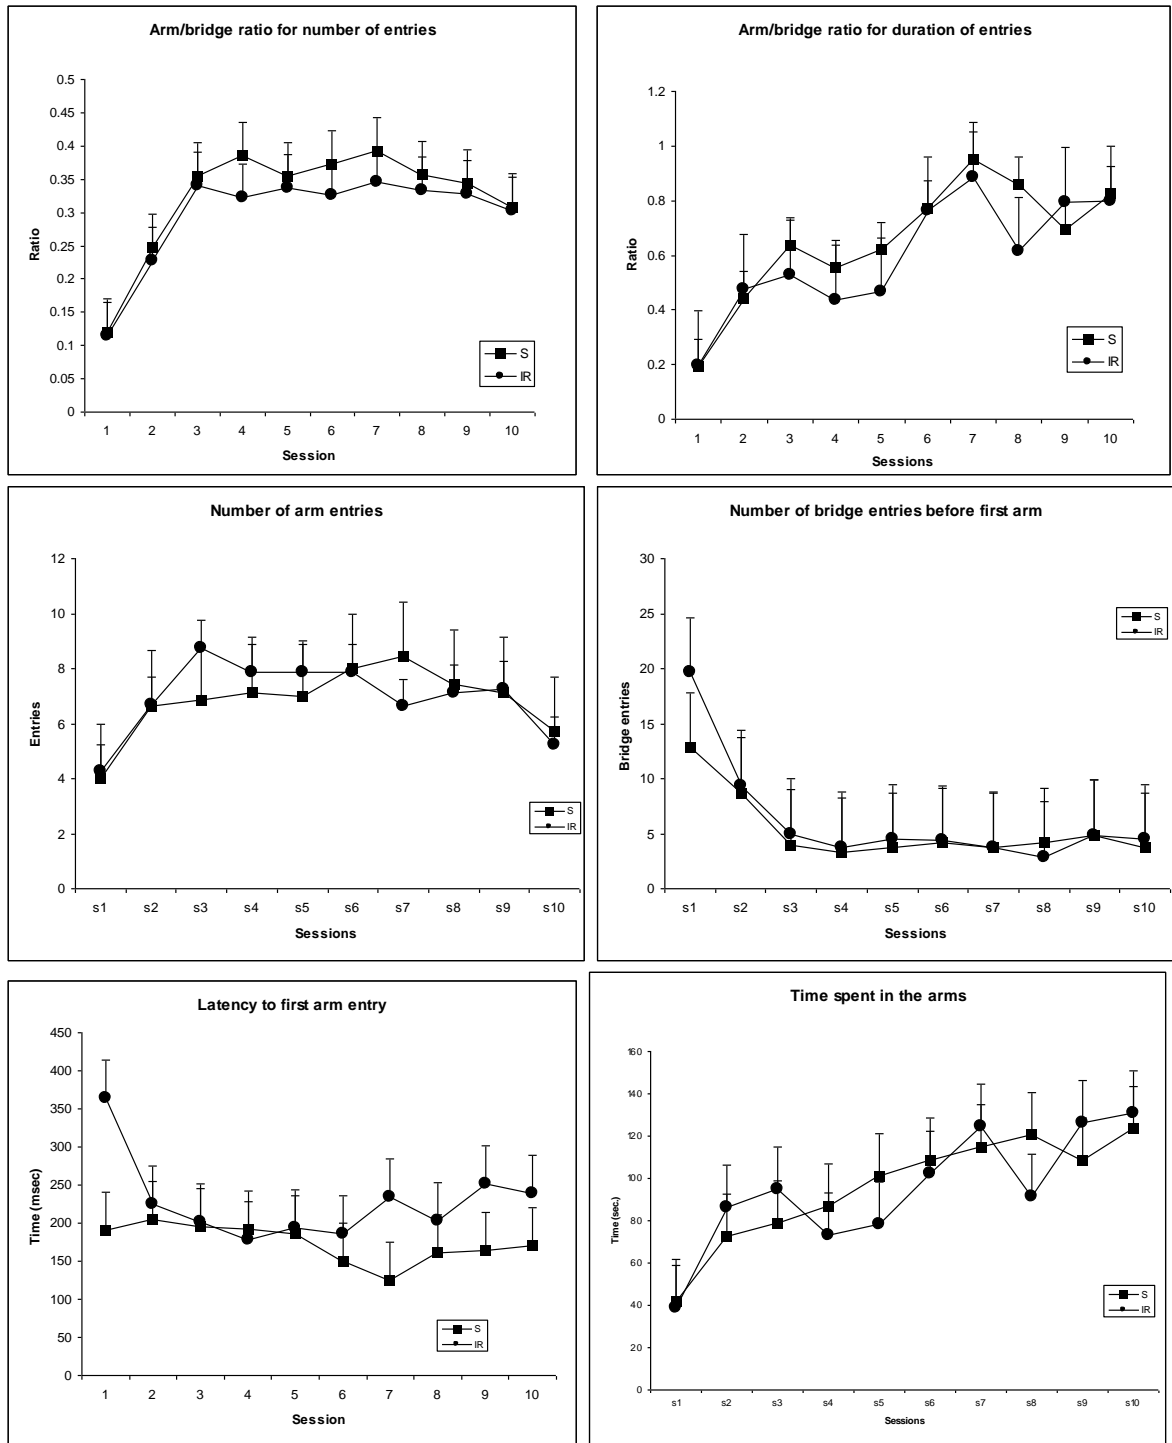 Arm/bridge ratio for number of entries
0.5
0.45
0.4
0.35
0.3
0.25
0.2
0.15
0.1
0.05
0
Ratio
1 2 3 4 5 6 7 8 9 10
Session
S
IR
Arm/bridge ratio for duration of entries
1.2
1
0.8
0.6
0.4
0.2
0
Ratio
1 2 3 4 5 6 7 8 9 10
Sessions
S
IR
Number of arm entries
12
10
8
6
4
2
0
Entries
s1 s2 s3 s4 s5 s6 s7 s8 s9 s10
Sessions
S
IR
Number of bridge entries before first arm
30
25
20
15
10
5
0
Bridge entries
s1 s2 s3 s4 s5 s6 s7 s8 s9 s10
Sessions
S
IR
Latency to first arm entry
450
400
350
300
250
200
150
100
50
0
Time (msec)
1 2 3 4 5 6 7 8 9 10
Session
S
IR
Time spent in the arms
160
140
120
100
80
60
40
20
0
Time (sec.)
s1 s2 s3 s4 s5 s6 s7 s8 s9 s10
Sessions
S
IR